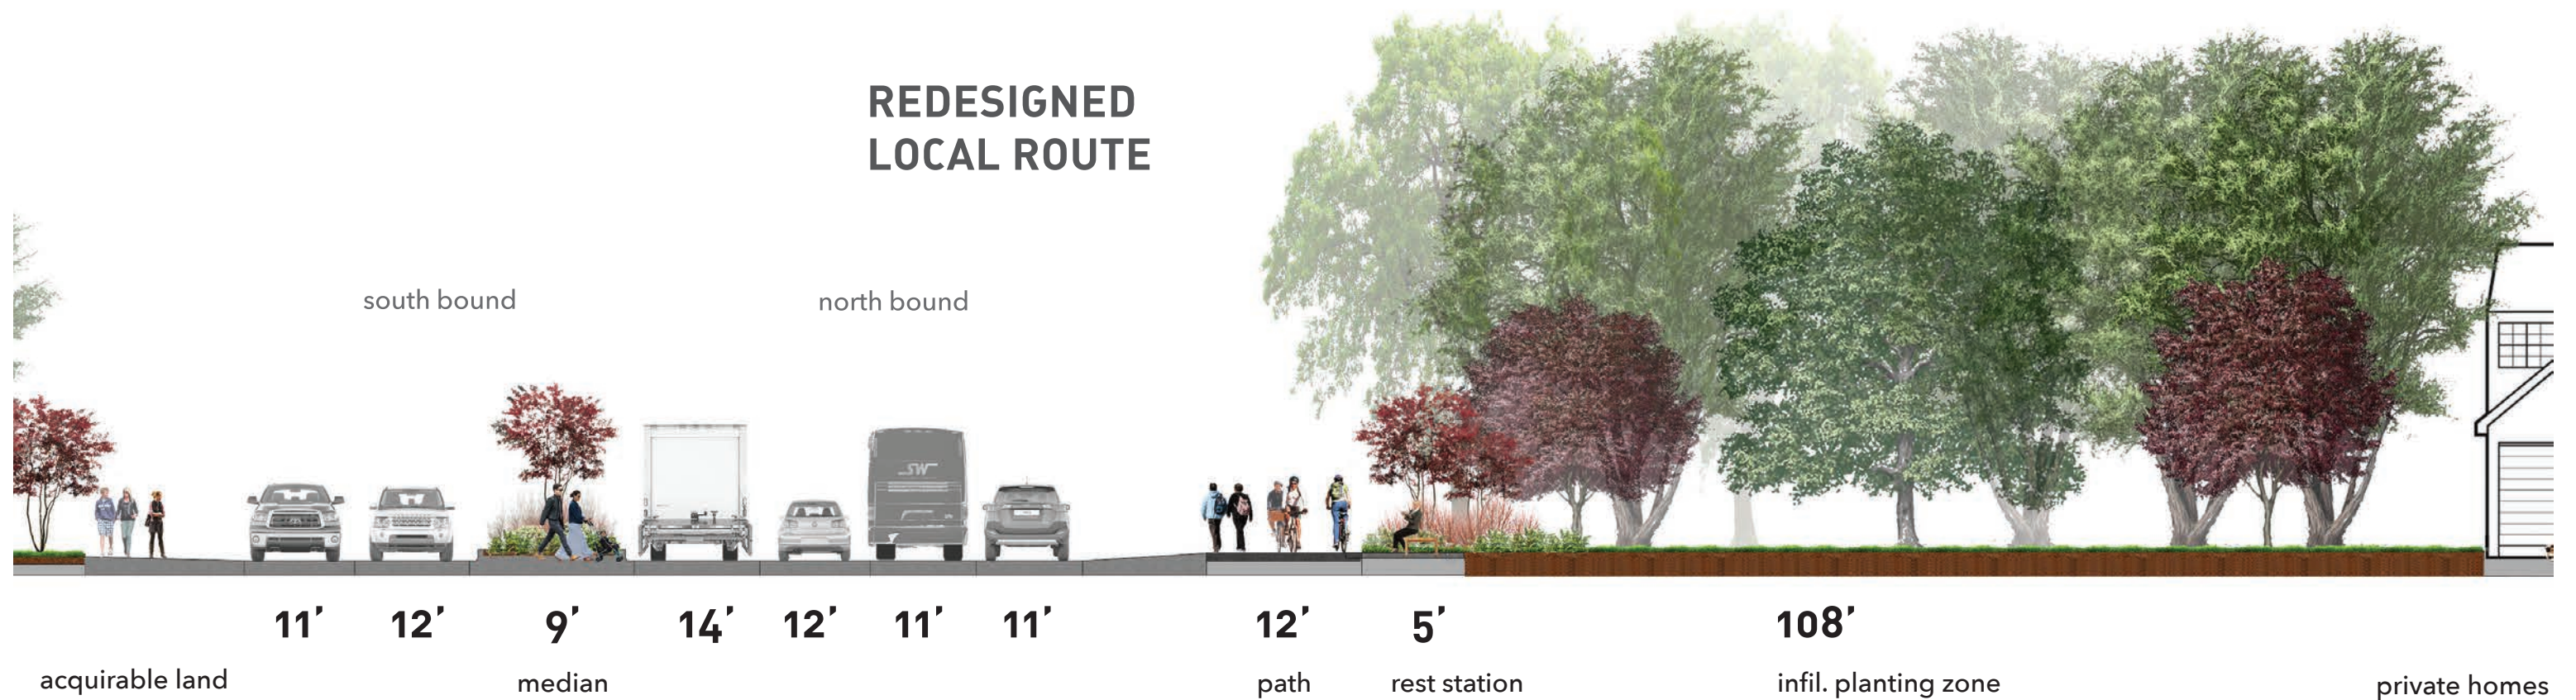 REDESIGNED
LOCAL ROUTE
south bound
north bound
SW
11’ 12’ 9’ 14’ 12’ 11’ 11’ 12’ 5’ 108’
acquirable land median path rest station infil. planting zone private homes